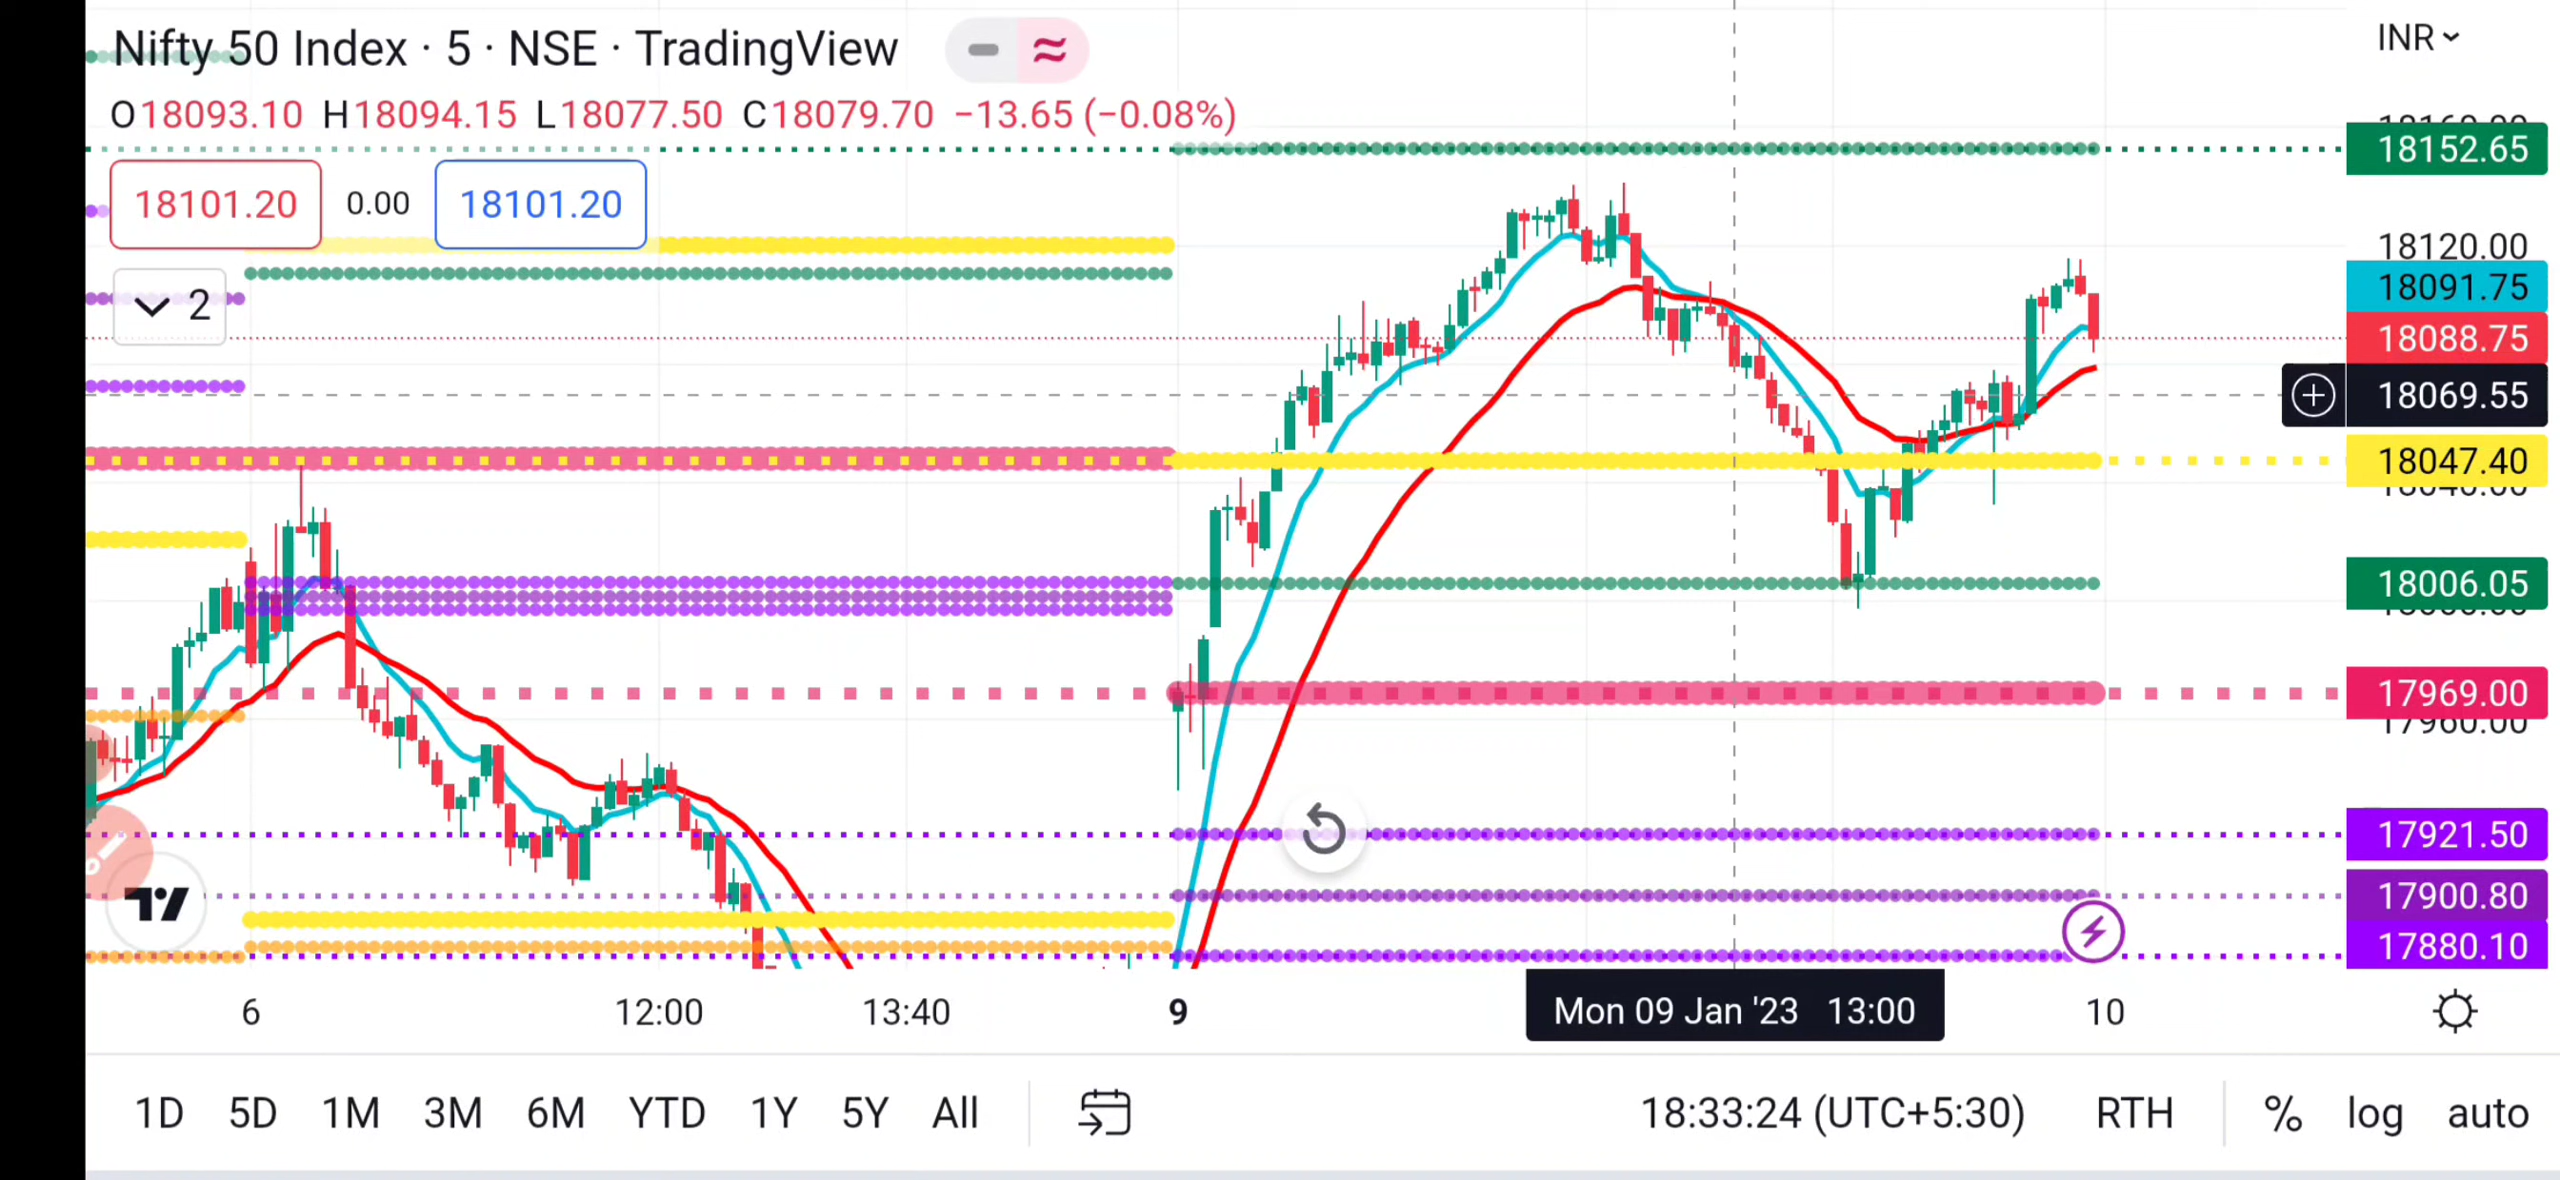 Nifty 50 Index · 5 · NSE · TradingView
INR
O18093.10 H18094.15 L18077.50 C18079.70 −13.65 (−0.08%)
18152.65
18101.20 0.00 18101.20
18120.00
18091.75
2
18088.75
18069.55
18047.40
18006.05
17969.00
17960.00
17921.50
17900.80
17880.10
6 12:00 13:40 9 Mon 09 Jan '23 13:00 10
1D 5D 1M 3M 6M YTD 1Y 5Y All 18:33:24 (UTC+5:30) RTH % log auto